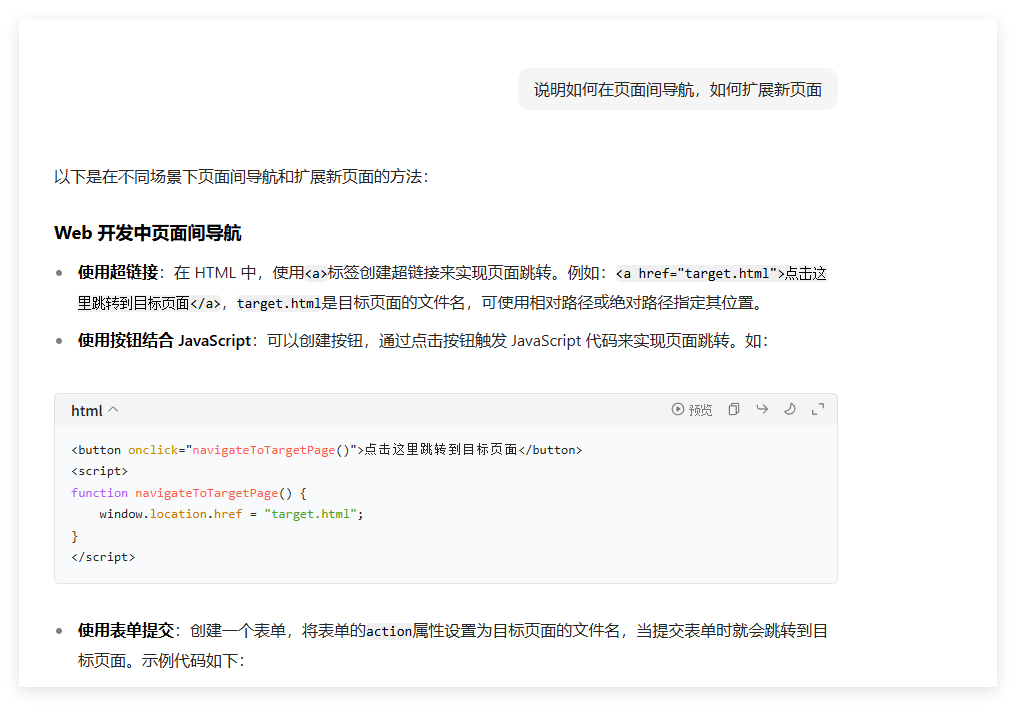 说明如何在页面间导航，如何扩展新页面
以下是在不同场景下页面间导航和扩展新页面的方法：
Web 开发中页面间导航
• 使用超链接：在 HTML 中，使用<a>标签创建超链接来实现页面跳转。例如：<a href="target.html">点击这
里跳转到目标页面</a>，target.html是目标页面的文件名，可使用相对路径或绝对路径指定其位置。
• 使用按钮结合 JavaScript：可以创建按钮，通过点击按钮触发 JavaScript 代码来实现页面跳转。如：
html 预览
<button onclick="navigateToTargetPage()">点击这里跳转到目标页面</button>
<script>
function navigateToTargetPage() {
    window.location.href = "target.html";
}
</script>
• 使用表单提交：创建一个表单，将表单的action属性设置为目标页面的文件名，当提交表单时就会跳转到目
标页面。示例代码如下：